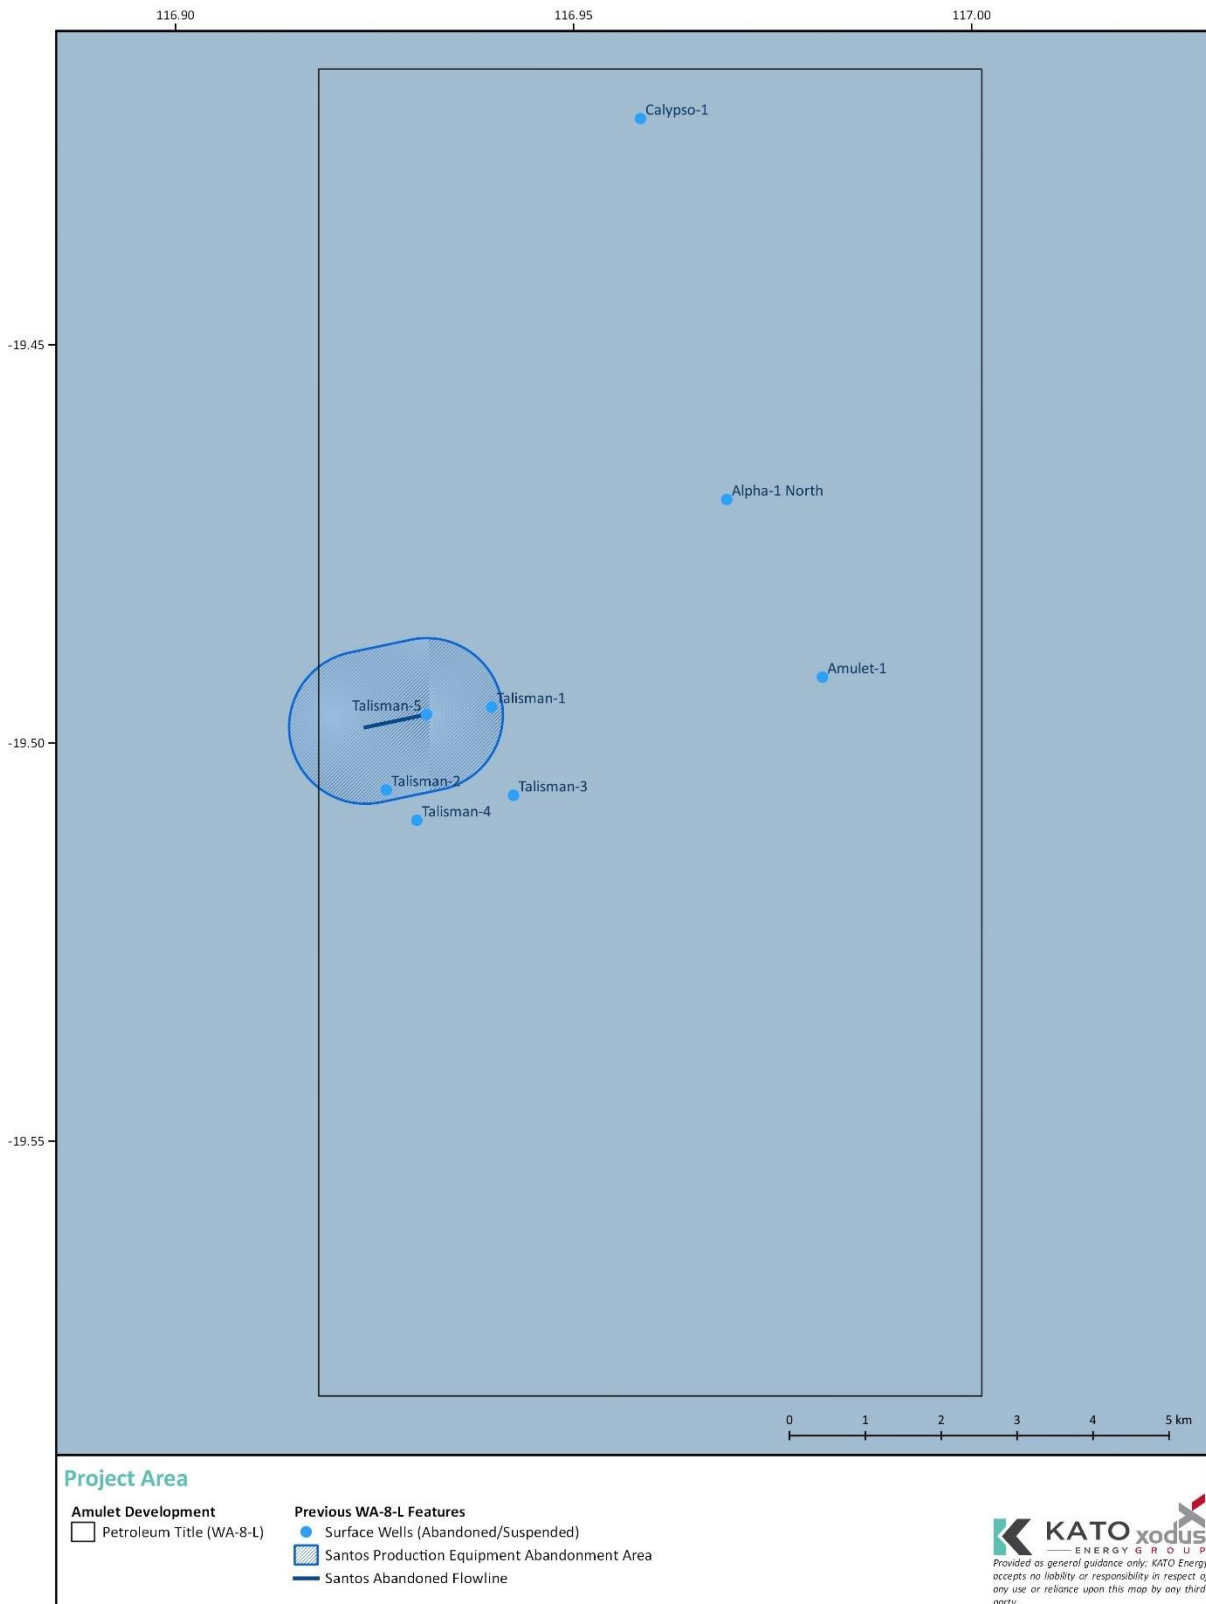 116.90 116.95 117.00
Calypso-1
-19.45
Alpha-1 North
Amulet-1
Talisman-1
Talisman-5
-19.50
Talisman-2
Talisman-3
Talisman-4
-19.55
0 1 2 3 4 5 km
Project Area
Amulet Development
Petroleum Title (WA-8-L)
Previous WA-8-L Features
Surface Wells (Abandoned/Suspended)
Santos Production Equipment Abandonment Area
Santos Abandoned Flowline
KATO
ENERGY
xodus
GROUP
Provided as general guidance only; KATO Energy
accepts no liability or responsibility in respect of
any use or reliance upon this map by any third-
party.